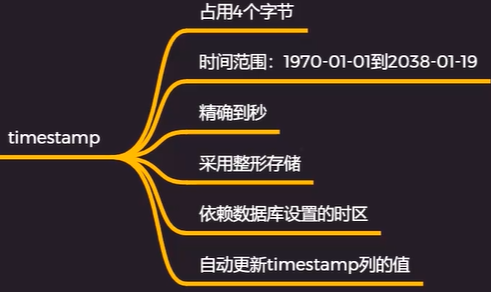 占用4个字节
时间范围：1970-01-01到2038-01-19
精确到秒
timestamp
采用整形存储
依赖数据库设置的时区
自动更新timestamp列的值